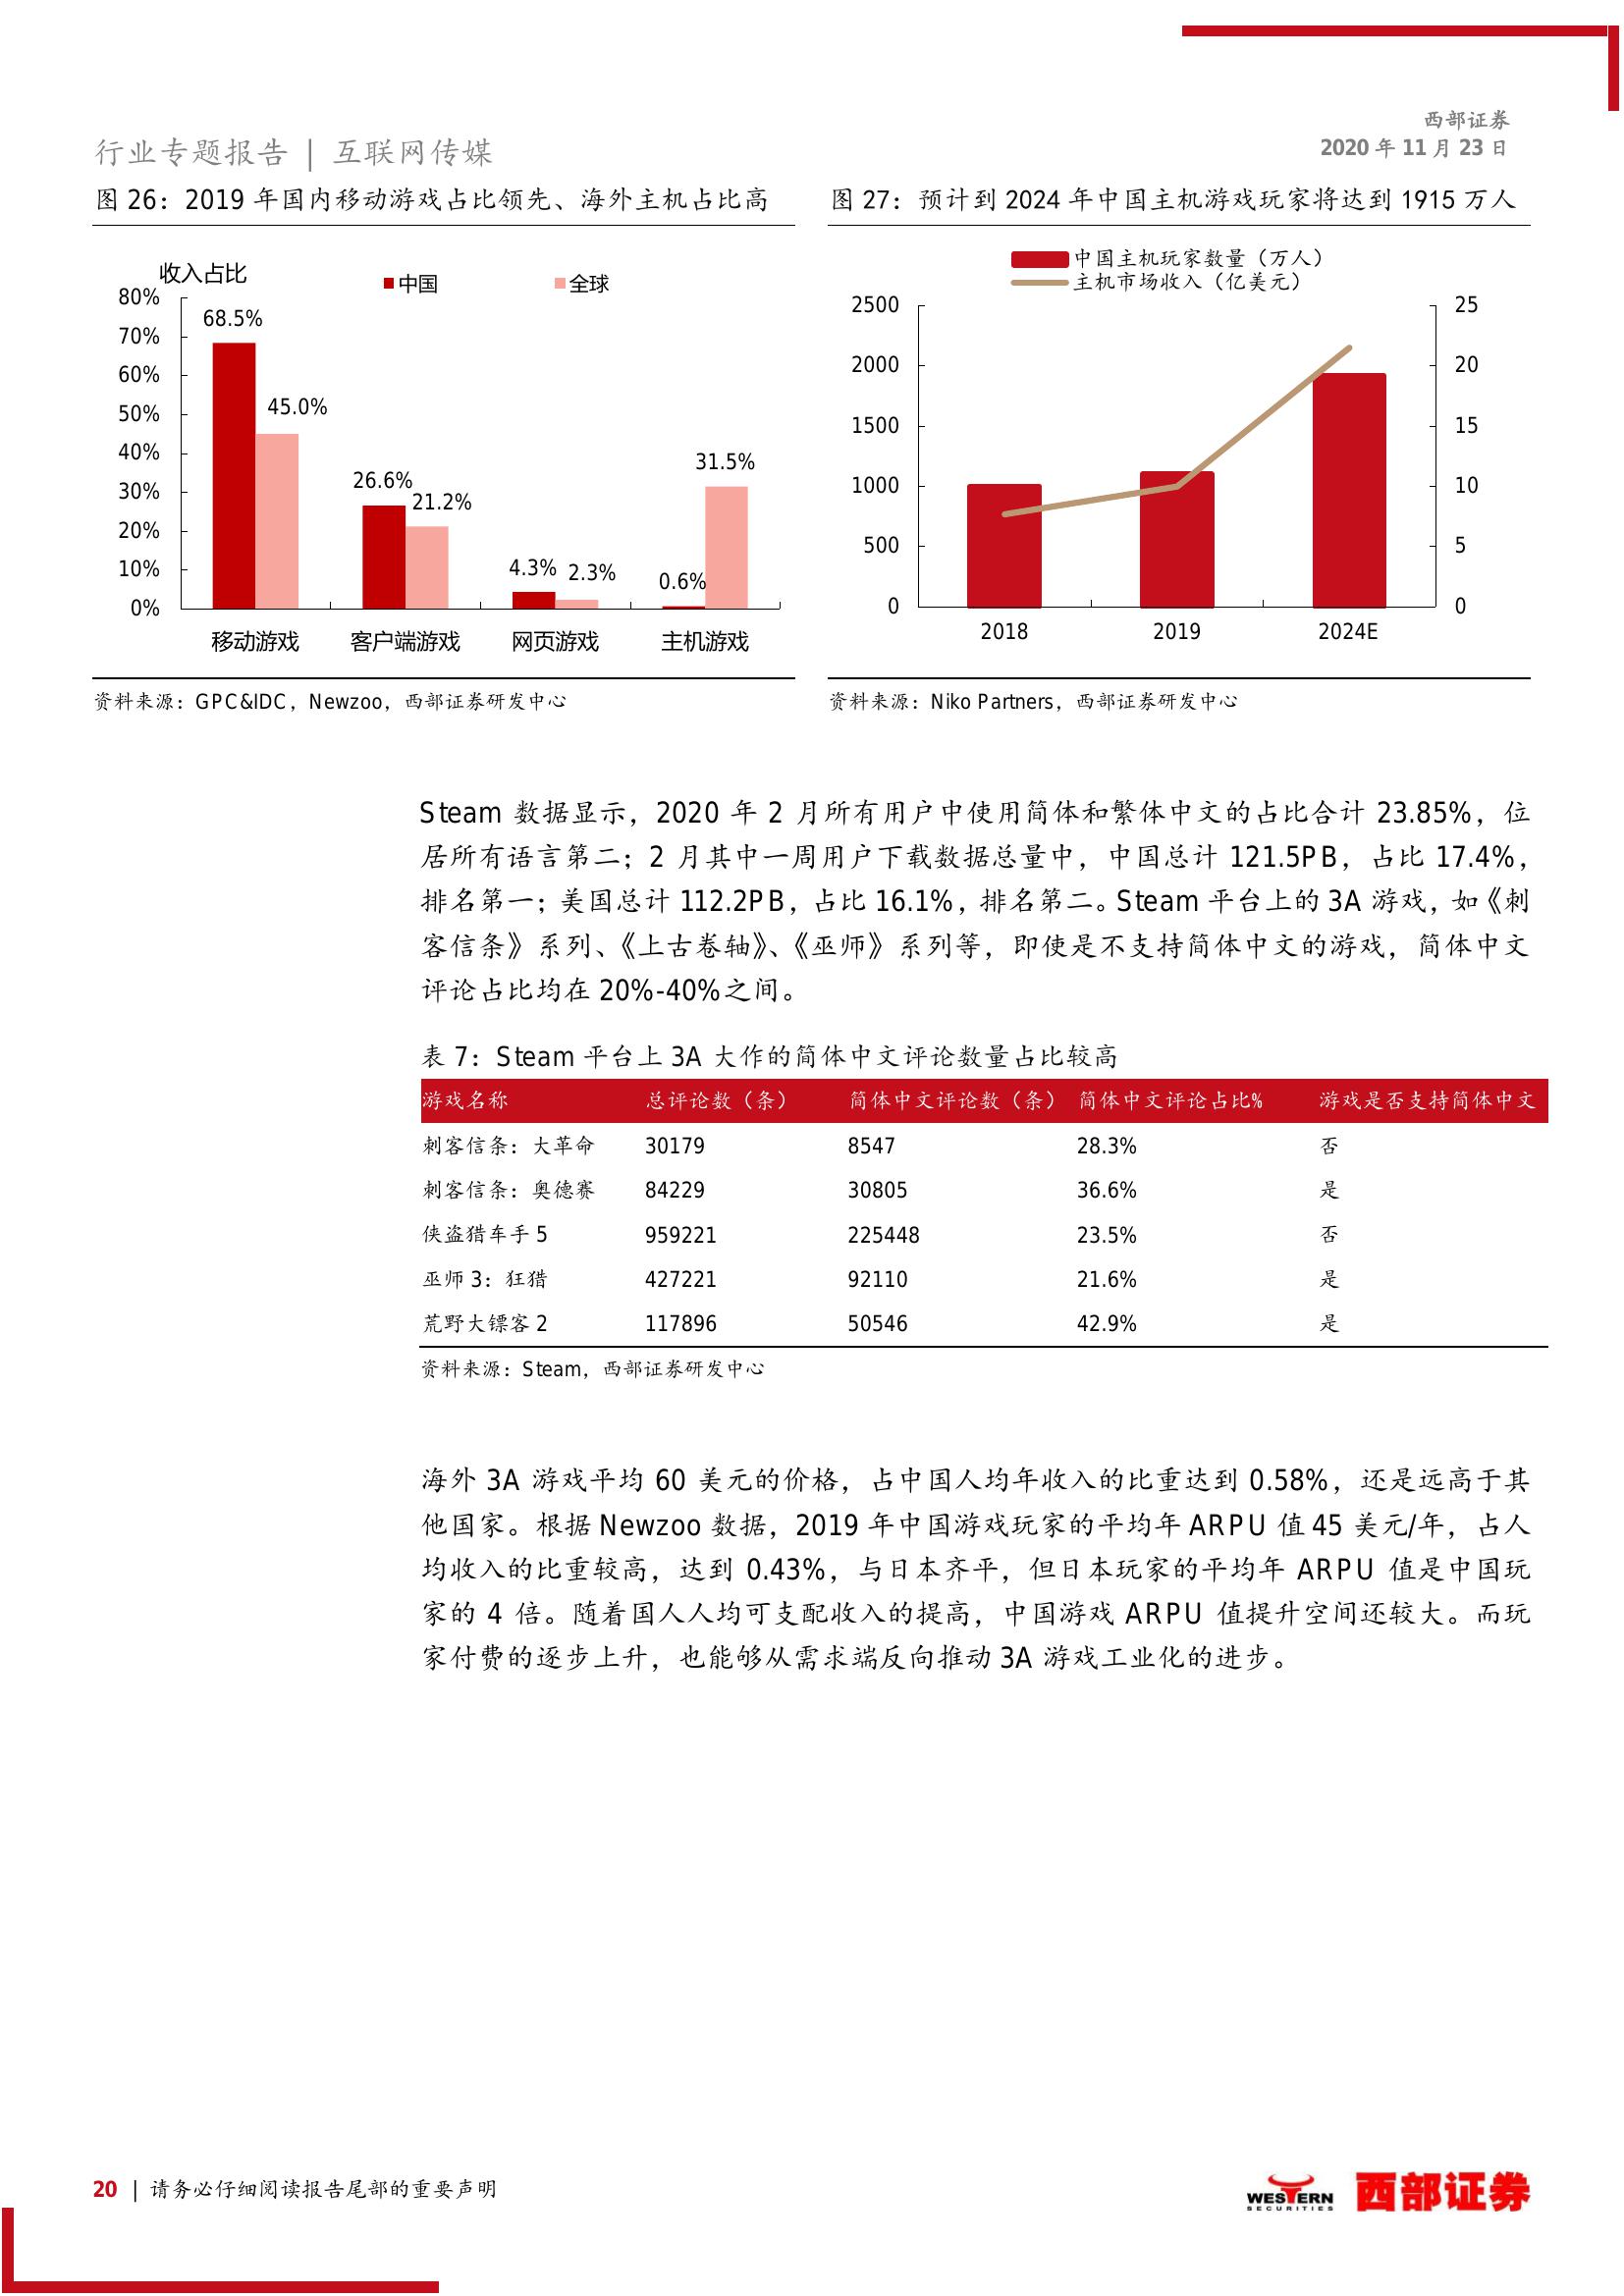 西部证券
2020 年 11 月 23 日
行业专题报告 | 互联网传媒
图 26：2019 年国内移动游戏占比领先、海外主机占比高
收入占比
中国
全球
80%
70%
60%
50%
40%
30%
20%
10%
0%
68.5%
45.0%
26.6%
21.2%
4.3%
2.3%
0.6%
31.5%
移动游戏
客户端游戏
网页游戏
主机游戏
资料来源：GPC&IDC，Newzoo，西部证券研发中心
图 27：预计到 2024 年中国主机游戏玩家将达到 1915 万人
中国主机玩家数量（万人）
主机市场收入（亿美元）
2500
2000
1500
1000
500
0
25
20
15
10
5
0
2018
2019
2024E
资料来源：Niko Partners，西部证券研发中心
Steam 数据显示，2020 年 2 月所有用户中使用简体和繁体中文的占比合计 23.85%，位
居所有语言第二；2 月其中一周用户下载数据总量中，中国总计 121.5PB，占比 17.4%，
排名第一；美国总计 112.2PB，占比 16.1%，排名第二。Steam 平台上的 3A 游戏，如《刺
客信条》系列、《上古卷轴》、《巫师》系列等，即使是不支持简体中文的游戏，简体中文
评论占比均在 20%-40%之间。
表 7：Steam 平台上 3A 大作的简体中文评论数量占比较高
游戏名称 总评论数（条） 简体中文评论数（条） 简体中文评论占比% 游戏是否支持简体中文
刺客信条：大革命 30179 8547 28.3% 否
刺客信条：奥德赛 84229 30805 36.6% 是
侠盗猎车手 5 959221 225448 23.5% 否
巫师 3：狂猎 427221 92110 21.6% 是
荒野大镖客 2 117896 50546 42.9% 是
资料来源：Steam，西部证券研发中心
海外 3A 游戏平均 60 美元的价格，占中国人均年收入的比重达到 0.58%，还是远高于其
他国家。根据 Newzoo 数据，2019 年中国游戏玩家的平均年 ARPU 值 45 美元/年，占人
均收入的比重较高，达到 0.43%，与日本齐平，但日本玩家的平均年 ARPU 值是中国玩
家的 4 倍。随着国人人均可支配收入的提高，中国游戏 ARPU 值提升空间还较大。而玩
家付费的逐步上升，也能够从需求端反向推动 3A 游戏工业化的进步。
20 | 请务必仔细阅读报告尾部的重要声明
WESTERN
SECURITIES
西部证券